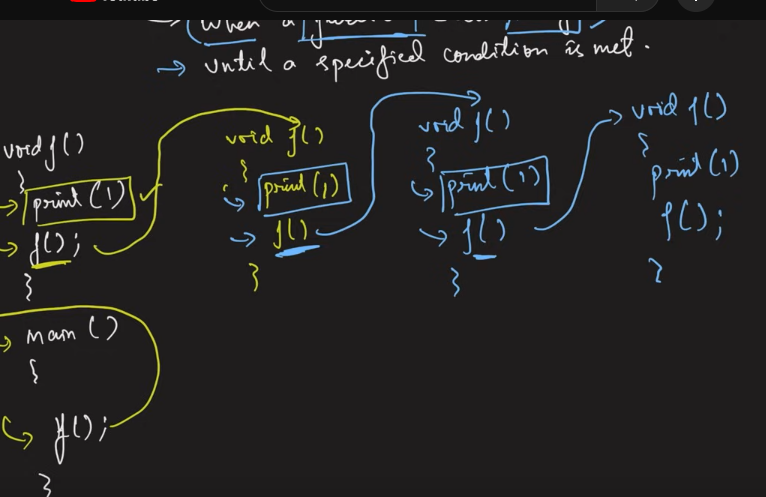 when a
until a specified condition is met.
void f()
{
print (1)
f();
}
void f()
{
print(1)
f()
}
void f()
{
print(1)
f()
}
void f()
{
print(1)
f();
}
main ()
{
f();
}